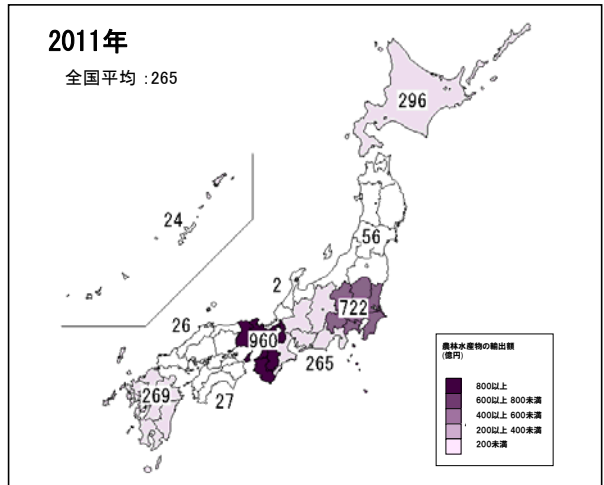 2011年
全国平均 :265
296
24
56
2
722
26
960
265
269
27
農林水産物の輸出額
(億円)
800以上
600以上 800未満
400以上 600未満
200以上 400未満
200未満